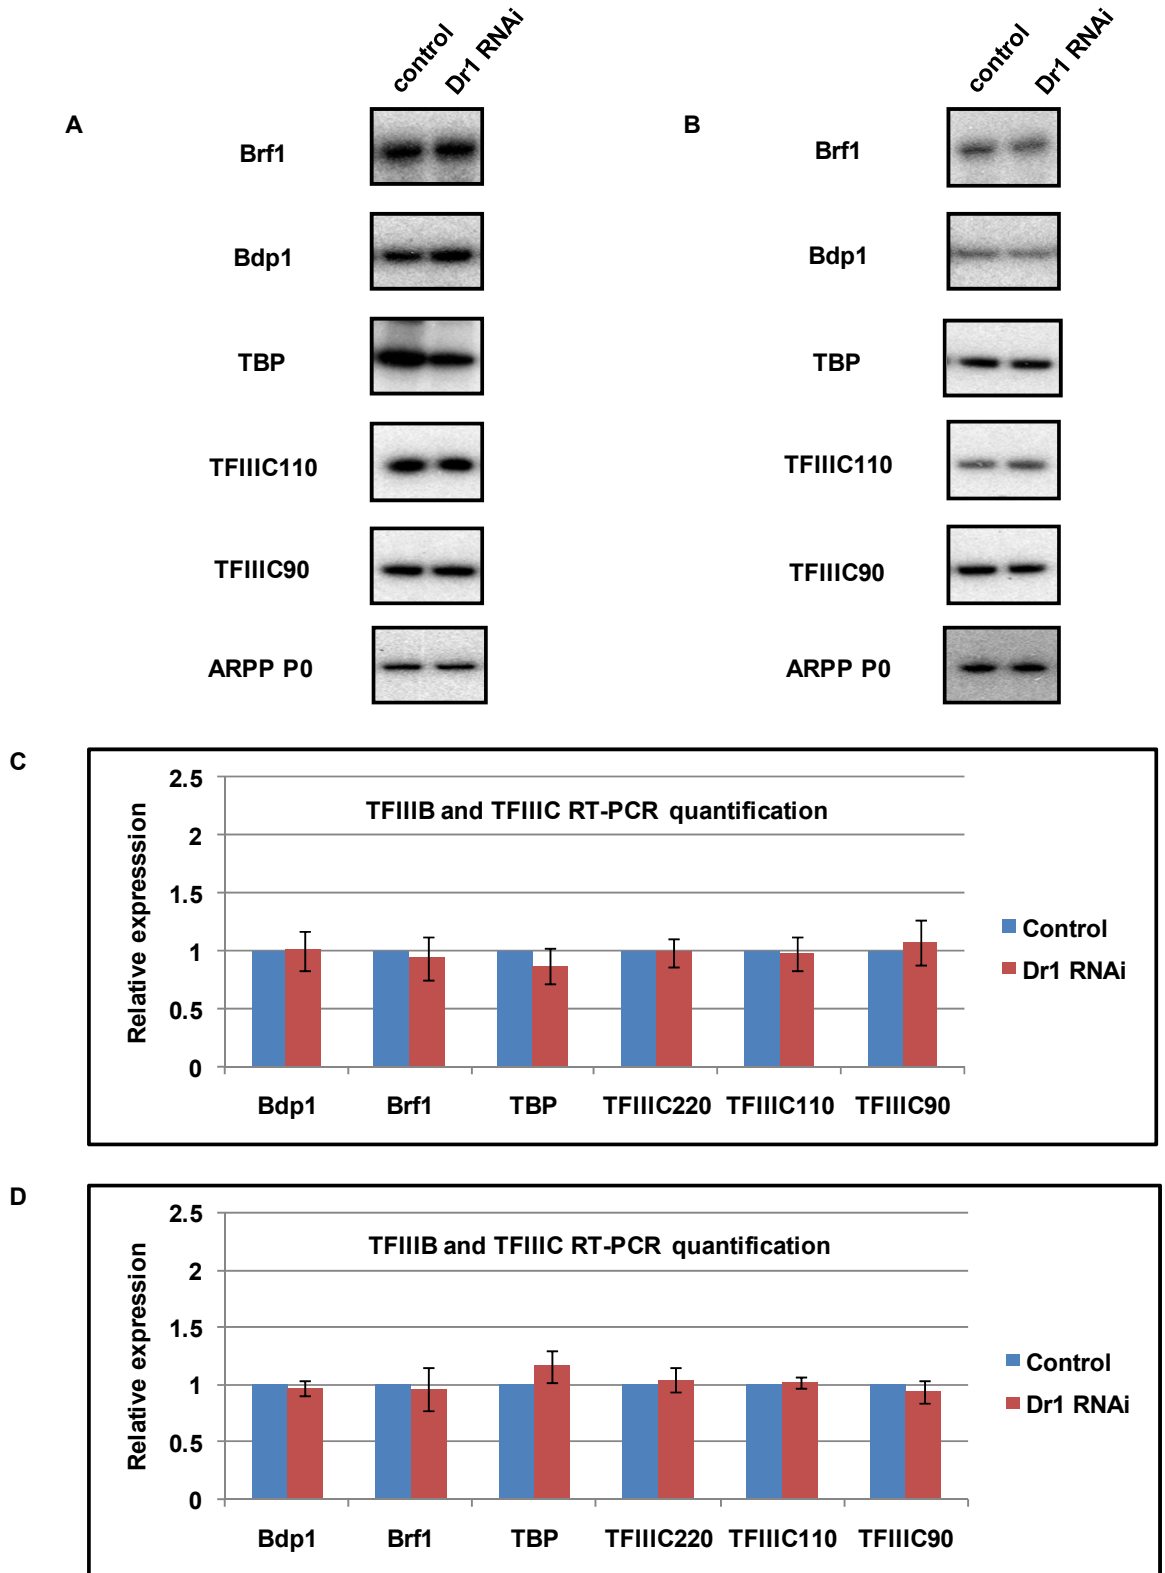 control Dr1 RNAi
A
Brf1
Bdp1
TBP
TFIIIC110
TFIIIC90
ARPP P0
control Dr1 RNAi
B
Brf1
Bdp1
TBP
TFIIIC110
TFIIIC90
ARPP P0
C
TFIIIB and TFIIIC RT-PCR quantification
Relative expresssion
2.5
2
1.5
1
0.5
0
Bdp1 Brf1 TBP TFIIIC220 TFIIIC110 TFIIIC90
Control
Dr1 RNAi
D
TFIIIB and TFIIIC RT-PCR quantification
Relative expression
2.5
2
1.5
1
0.5
0
Bdp1 Brf1 TBP TFIIIC220 TFIIIC110 TFIIIC90
Control
Dr1 RNAi